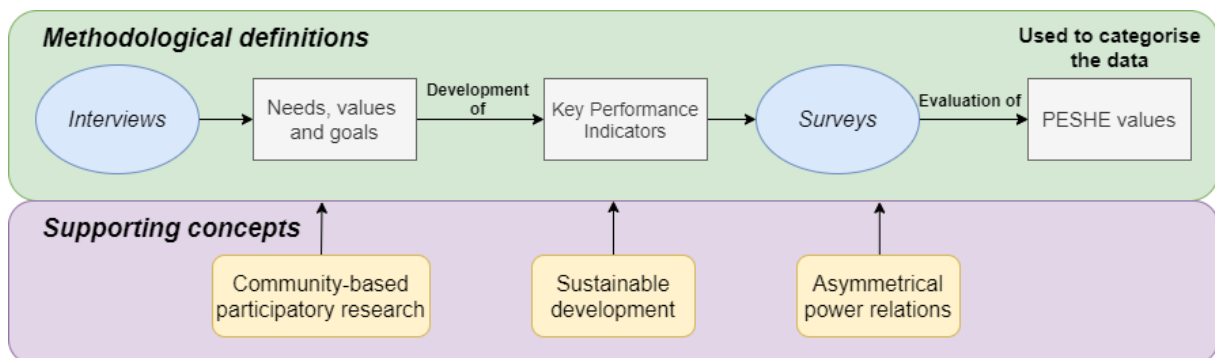 Methodological definitions
Used to categorise
the data
Interviews
Needs, values
and goals
Development
of
Key Performance
Indicators
Surveys
Evaluation of
PESHE values
Supporting concepts
Community-based
participatory research
Sustainable
development
Asymmetrical
power relations